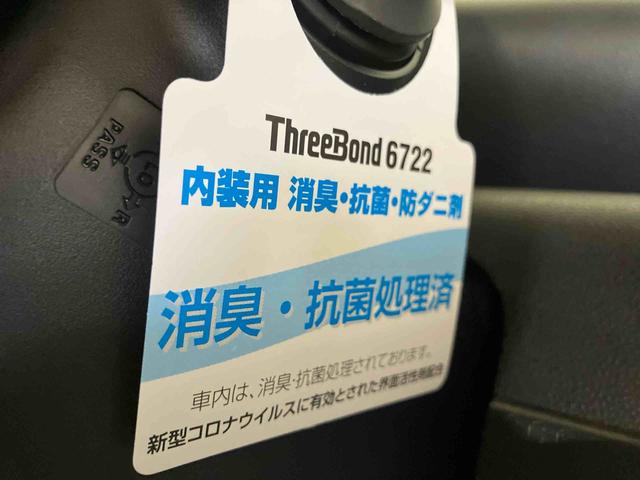 ThreeBond 6722
内装用 消臭・抗菌・防ダニ剤
消臭・抗菌処理済
車内は、消臭・抗菌処理されております。
新型コロナウイルスに有効とされた界面活性剤配合
PASS
LO
R